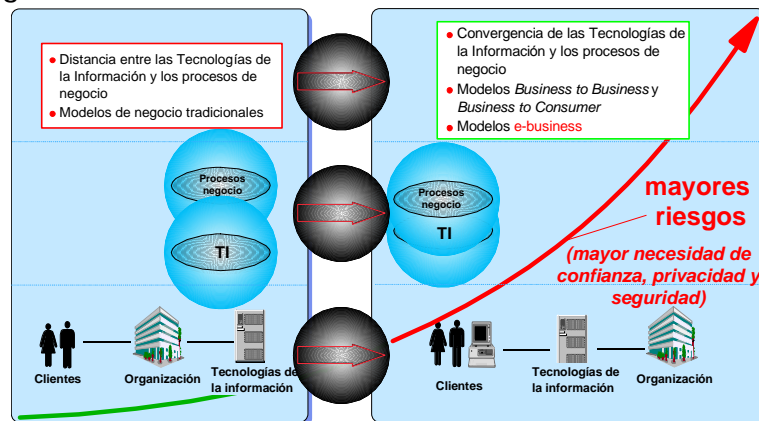 • Distancia entre las Tecnologías de
la Información y los procesos de
negocio
• Modelos de negocio tradicionales
Procesos
negocio
TI
Clientes
Organización
Tecnologías de
la información
• Convergencia de las Tecnologías de
la Información y los procesos de
negocio
• Modelos Business to Business y
Business to Consumer
• Modelos e-business
Procesos
negocio
TI
mayores
riesgos
(mayor necesidad de
confianza, privacidad y
seguridad)
Clientes
Tecnologías de
la información
Organización